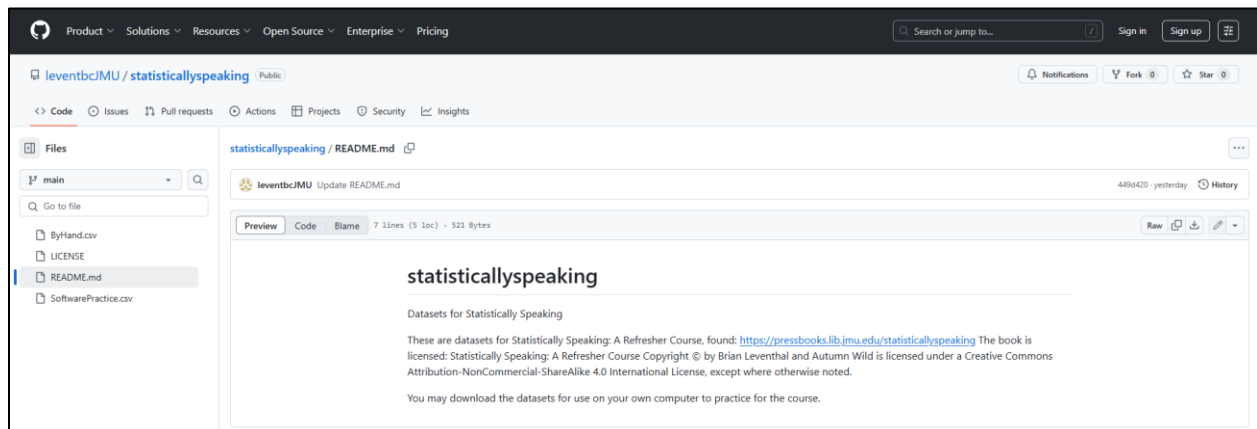 Product Solutions Resources Open Source Enterprise Pricing
Search or jump to... /
Sign in
Sign up
leventbcJMU / statisticallyspeaking Public
Notifications
Fork 0
Star 0
Code Issues Pull requests Actions Projects Security Insights
Files
main
Go to file
ByHand.csv
LICENSE
README.md
SoftwarePractice.csv
statisticallyspeaking / README.md
leventbcJMU Update README.md
449d420 · yesterday History
Preview Code Blame 7 lines (5 loc) · 521 Bytes
Raw
statisticallyspeaking
Datasets for Statistically Speaking
These are datasets for Statistically Speaking: A Refresher Course, found: https://pressbooks.lib.jmu.edu/statisticallyspeaking The book is
licensed: Statistically Speaking: A Refresher Course Copyright © by Brian Leventhal and Autumn Wild is licensed under a Creative Commons
Attribution-NonCommercial-ShareAlike 4.0 International License, except where otherwise noted.
You may download the datasets for use on your own computer to practice for the course.